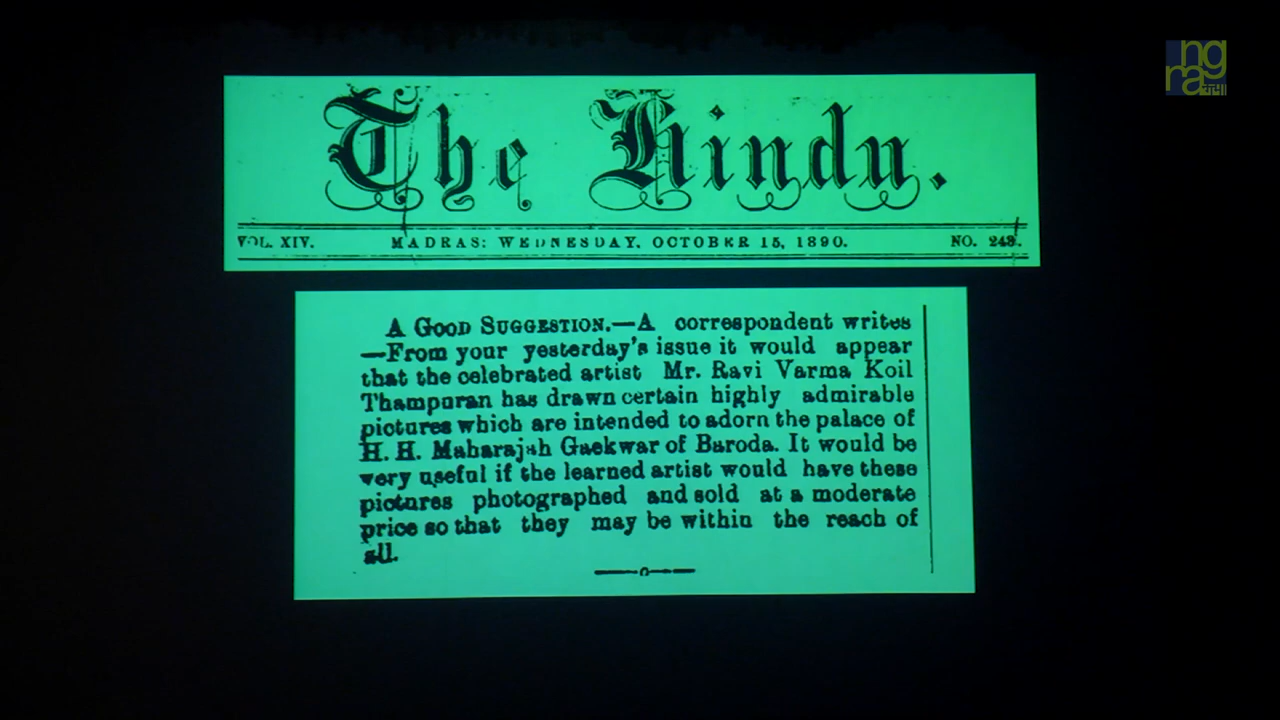 The Hindu.
VOL. XIV. MADRAS: WEDNESDAY, OCTOBER 15, 1890. NO. 248.
A GOOD SUGGESTION.—A correspondent writes
—From your yesterday's issue it would appear
that the celebrated artist Mr. Ravi Varma Koil
Thampuran has drawn certain highly admirable
pictures which are intended to adorn the palace of
H. H. Maharajah Gaekwar of Baroda. It would be
very useful if the learned artist would have these
pictures photographed and sold at a moderate
price so that they may be within the reach of
all.
ng
ra